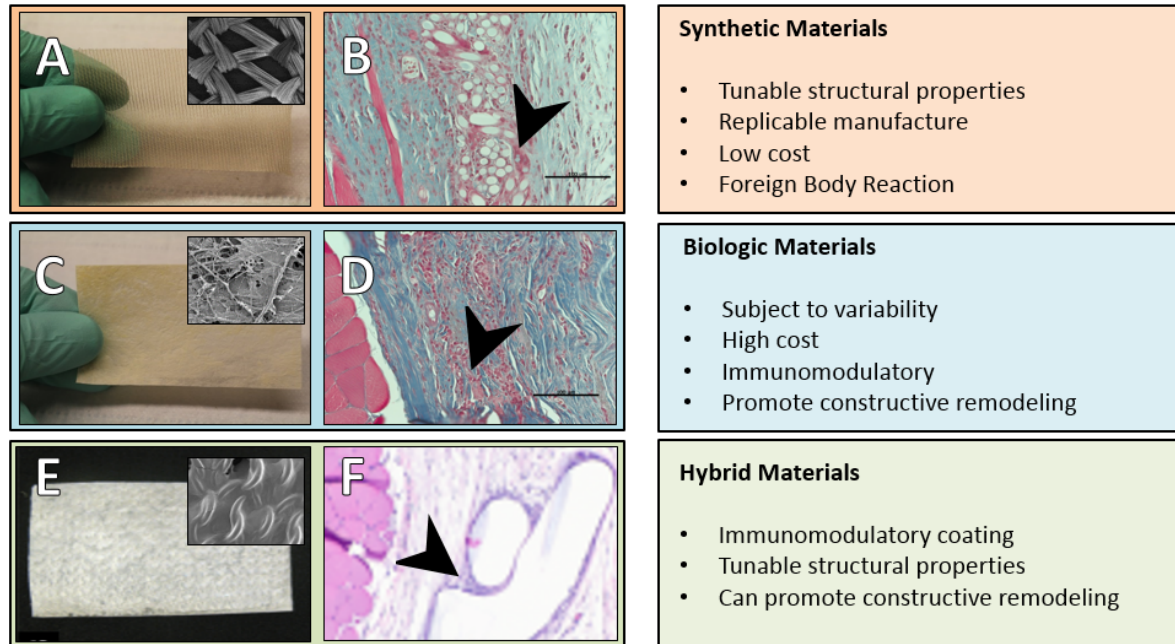 A
B
Synthetic Materials
• Tunable structural properties
• Replicable manufacture
• Low cost
• Foreign Body Reaction
C
D
Biologic Materials
• Subject to variability
• High cost
• Immunomodulatory
• Promote constructive remodeling
E
F
Hybrid Materials
• Immunomodulatory coating
• Tunable structural properties
• Can promote constructive remodeling